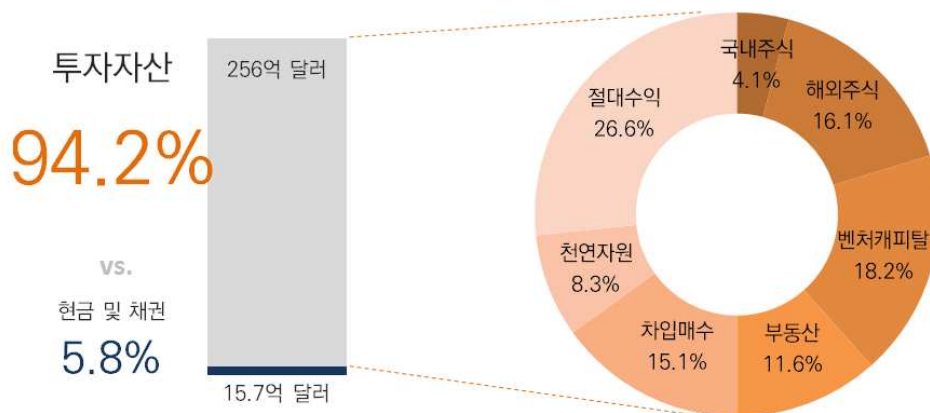 투자자산
94.2%
vs.
현금 및 채권
5.8%
256억 달러
15.7억 달러
국내주식
4.1%
해외주식
16.1%
벤처캐피탈
18.2%
부동산
11.6%
차입매수
15.1%
천연자원
8.3%
절대수익
26.6%